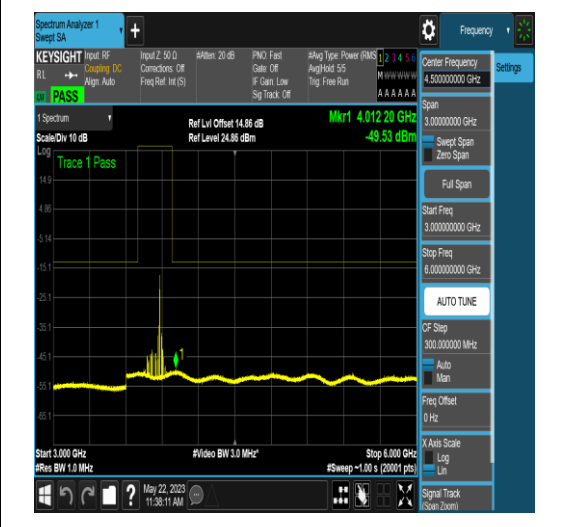 Spectrum Analyzer 1
Swept SA
+
Frequency
KEYSIGHT Input: RF
RL Coupling: DC
Align: Auto
PASS
Input Z: 50 Ω
Corrections: Off
Freq Ref: Int (S)
#Atten: 20 dB
PNO: Fast
Gate: Off
IF Gain: Low
Sig Track: Off
#Avg Type: Power (RMS
Avg|Hold: 5/5
Trig: Free Run
1 2 3 4 5 6
M W W W W W
A A A A A A
Center Frequency
4.500000000 GHz
Settings
1 Spectrum
Scale/Div 10 dB
Ref Lvl Offset 14.86 dB
Ref Level 24.86 dBm
Mkr1 4.012 20 GHz
-49.53 dBm
Log
Trace 1 Pass
14.9
4.86
-5.14
-15.1
-25.1
-35.1
-45.1
-55.1
-65.1
1
Span
3.00000000 GHz
Swept Span
Zero Span
Full Span
Start Freq
3.000000000 GHz
Stop Freq
6.000000000 GHz
AUTO TUNE
CF Step
300.000000 MHz
Auto
Man
Freq Offset
0 Hz
X Axis Scale
Log
Lin
Signal Track
(Span Zoom)
Start 3.000 GHz
#Res BW 1.0 MHz
#Video BW 3.0 MHz*
Stop 6.000 GHz
#Sweep ~1.00 s (20001 pts)
?
May 22, 2023
11:38:11 AM